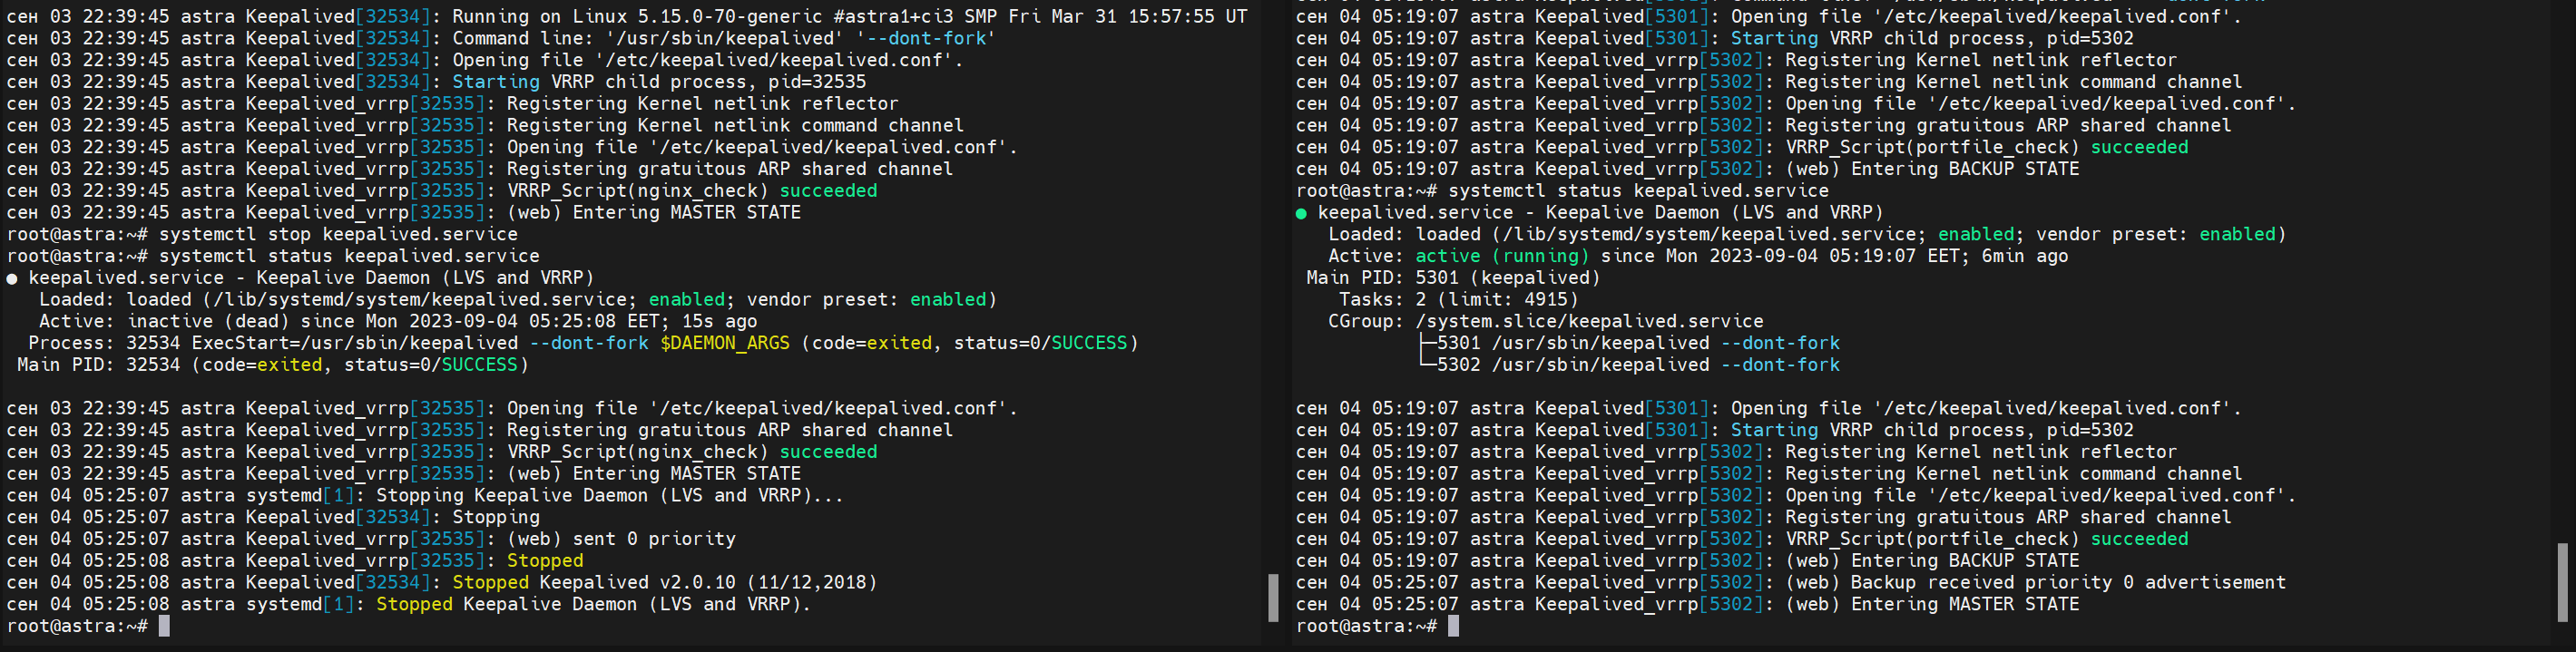 сен 03 22:39:45 astra Keepalived[32534]: Running on Linux 5.15.0-70-generic #astra1+ci3 SMP Fri Mar 31 15:57:55 UT
сен 03 22:39:45 astra Keepalived[32534]: Command line: '/usr/sbin/keepalived' '--dont-fork'
сен 03 22:39:45 astra Keepalived[32534]: Opening file '/etc/keepalived/keepalived.conf'.
сен 03 22:39:45 astra Keepalived[32534]: Starting VRRP child process, pid=32535
сен 03 22:39:45 astra Keepalived_vrrp[32535]: Registering Kernel netlink reflector
сен 03 22:39:45 astra Keepalived_vrrp[32535]: Registering Kernel netlink command channel
сен 03 22:39:45 astra Keepalived_vrrp[32535]: Opening file '/etc/keepalived/keepalived.conf'.
сен 03 22:39:45 astra Keepalived_vrrp[32535]: Registering gratuitous ARP shared channel
сен 03 22:39:45 astra Keepalived_vrrp[32535]: VRRP_Script(nginx_check) succeeded
сен 03 22:39:45 astra Keepalived_vrrp[32535]: (web) Entering MASTER STATE
root@astra:~# systemctl stop keepalived.service
root@astra:~# systemctl status keepalived.service
● keepalived.service - Keepalive Daemon (LVS and VRRP)
   Loaded: loaded (/lib/systemd/system/keepalived.service; enabled; vendor preset: enabled)
   Active: inactive (dead) since Mon 2023-09-04 05:25:08 EET; 15s ago
  Process: 32534 ExecStart=/usr/sbin/keepalived --dont-fork $DAEMON_ARGS (code=exited, status=0/SUCCESS)
 Main PID: 32534 (code=exited, status=0/SUCCESS)
сен 03 22:39:45 astra Keepalived_vrrp[32535]: Opening file '/etc/keepalived/keepalived.conf'.
сен 03 22:39:45 astra Keepalived_vrrp[32535]: Registering gratuitous ARP shared channel
сен 03 22:39:45 astra Keepalived_vrrp[32535]: VRRP_Script(nginx_check) succeeded
сен 03 22:39:45 astra Keepalived_vrrp[32535]: (web) Entering MASTER STATE
сен 04 05:25:07 astra systemd[1]: Stopping Keepalive Daemon (LVS and VRRP)...
сен 04 05:25:07 astra Keepalived[32534]: Stopping
сен 04 05:25:07 astra Keepalived_vrrp[32535]: (web) sent 0 priority
сен 04 05:25:08 astra Keepalived_vrrp[32535]: Stopped
сен 04 05:25:08 astra Keepalived[32534]: Stopped Keepalived v2.0.10 (11/12,2018)
сен 04 05:25:08 astra systemd[1]: Stopped Keepalive Daemon (LVS and VRRP).
root@astra:~#
сен 04 05:19:07 astra Keepalived[5301]: Opening file '/etc/keepalived/keepalived.conf'.
сен 04 05:19:07 astra Keepalived[5301]: Starting VRRP child process, pid=5302
сен 04 05:19:07 astra Keepalived_vrrp[5302]: Registering Kernel netlink reflector
сен 04 05:19:07 astra Keepalived_vrrp[5302]: Registering Kernel netlink command channel
сен 04 05:19:07 astra Keepalived_vrrp[5302]: Opening file '/etc/keepalived/keepalived.conf'.
сен 04 05:19:07 astra Keepalived_vrrp[5302]: Registering gratuitous ARP shared channel
сен 04 05:19:07 astra Keepalived_vrrp[5302]: VRRP_Script(portfile_check) succeeded
сен 04 05:19:07 astra Keepalived_vrrp[5302]: (web) Entering BACKUP STATE
root@astra:~# systemctl status keepalived.service
● keepalived.service - Keepalive Daemon (LVS and VRRP)
   Loaded: loaded (/lib/systemd/system/keepalived.service; enabled; vendor preset: enabled)
   Active: active (running) since Mon 2023-09-04 05:19:07 EET; 6min ago
 Main PID: 5301 (keepalived)
    Tasks: 2 (limit: 4915)
   CGroup: /system.slice/keepalived.service
           ├─5301 /usr/sbin/keepalived --dont-fork
           └─5302 /usr/sbin/keepalived --dont-fork
сен 04 05:19:07 astra Keepalived[5301]: Opening file '/etc/keepalived/keepalived.conf'.
сен 04 05:19:07 astra Keepalived[5301]: Starting VRRP child process, pid=5302
сен 04 05:19:07 astra Keepalived_vrrp[5302]: Registering Kernel netlink reflector
сен 04 05:19:07 astra Keepalived_vrrp[5302]: Registering Kernel netlink command channel
сен 04 05:19:07 astra Keepalived_vrrp[5302]: Opening file '/etc/keepalived/keepalived.conf'.
сен 04 05:19:07 astra Keepalived_vrrp[5302]: Registering gratuitous ARP shared channel
сен 04 05:19:07 astra Keepalived_vrrp[5302]: VRRP_Script(portfile_check) succeeded
сен 04 05:19:07 astra Keepalived_vrrp[5302]: (web) Entering BACKUP STATE
сен 04 05:25:07 astra Keepalived_vrrp[5302]: (web) Backup received priority 0 advertisement
сен 04 05:25:07 astra Keepalived_vrrp[5302]: (web) Entering MASTER STATE
root@astra:~#